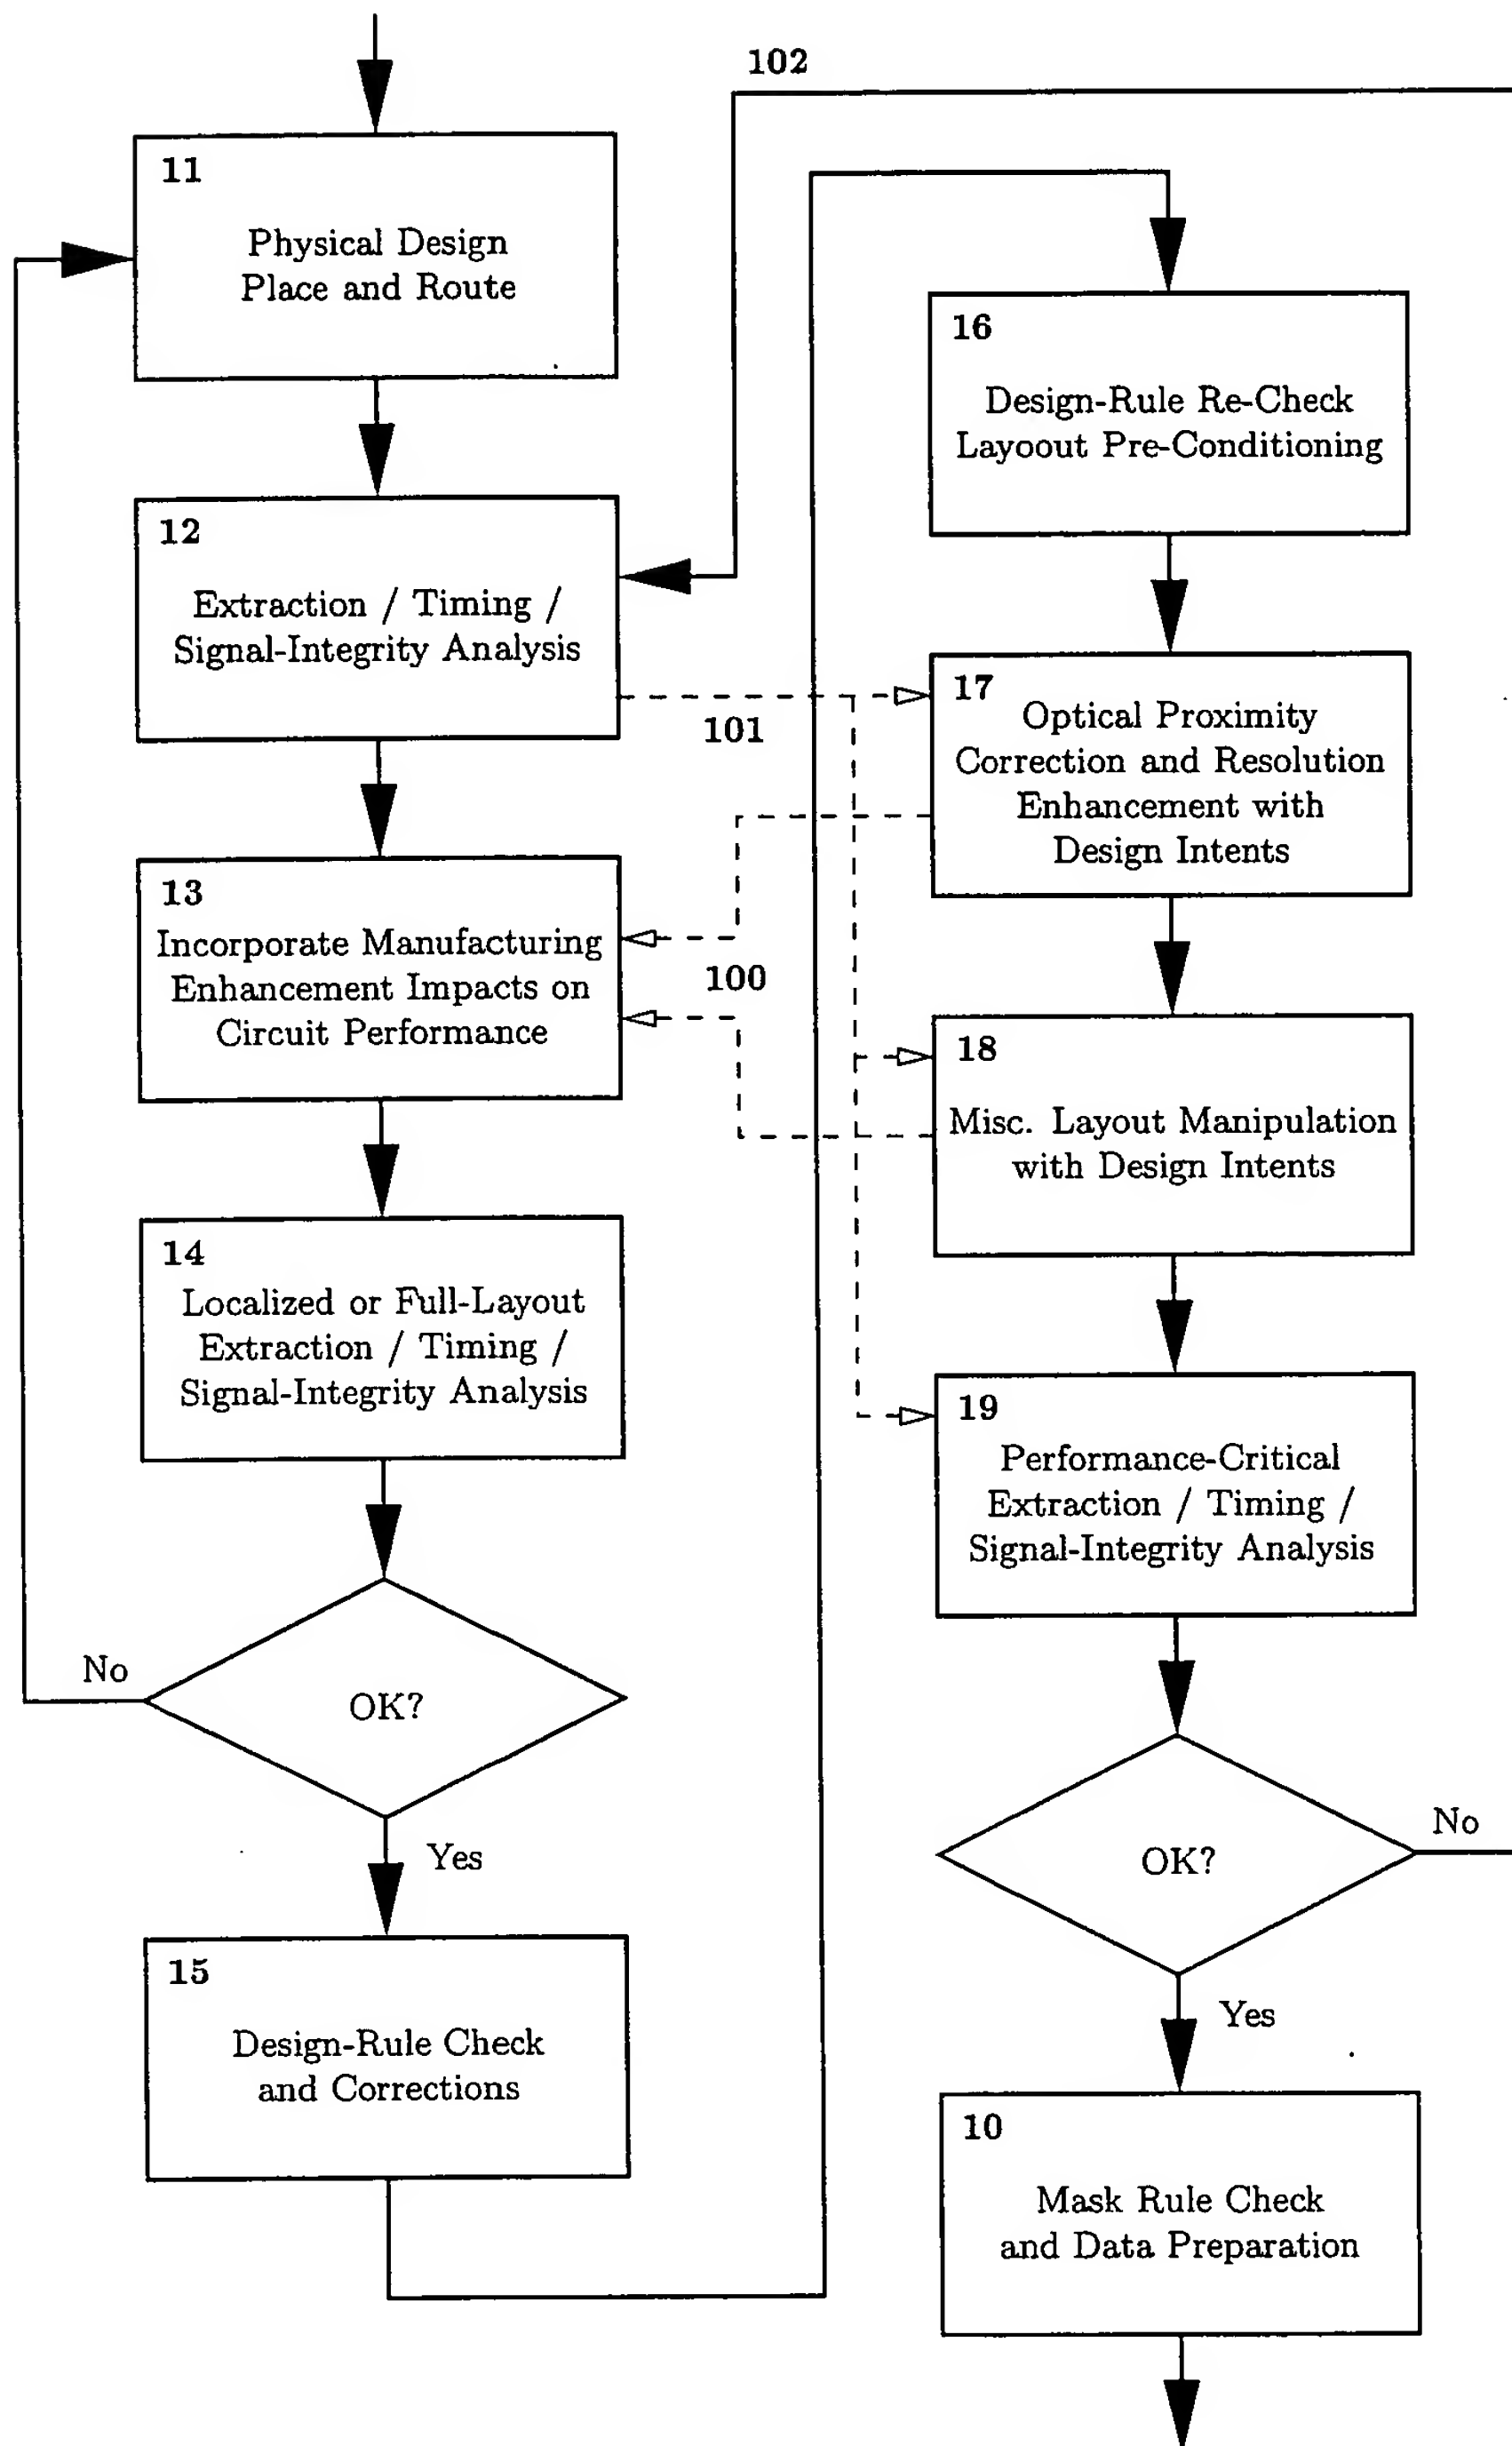 102
11
Physical Design
Place and Route
12
Extraction / Timing /
Signal-Integrity Analysis
101
13
Incorporate Manufacturing
Enhancement Impacts on
Circuit Performance
100
14
Localized or Full-Layout
Extraction / Timing /
Signal-Integrity Analysis
No
OK?
Yes
15
Design-Rule Check
and Corrections
16
Design-Rule Re-Check
Layoout Pre-Conditioning
17
Optical Proximity
Correction and Resolution
Enhancement with
Design Intents
18
Misc. Layout Manipulation
with Design Intents
19
Performance-Critical
Extraction / Timing /
Signal-Integrity Analysis
OK?
No
Yes
10
Mask Rule Check
and Data Preparation